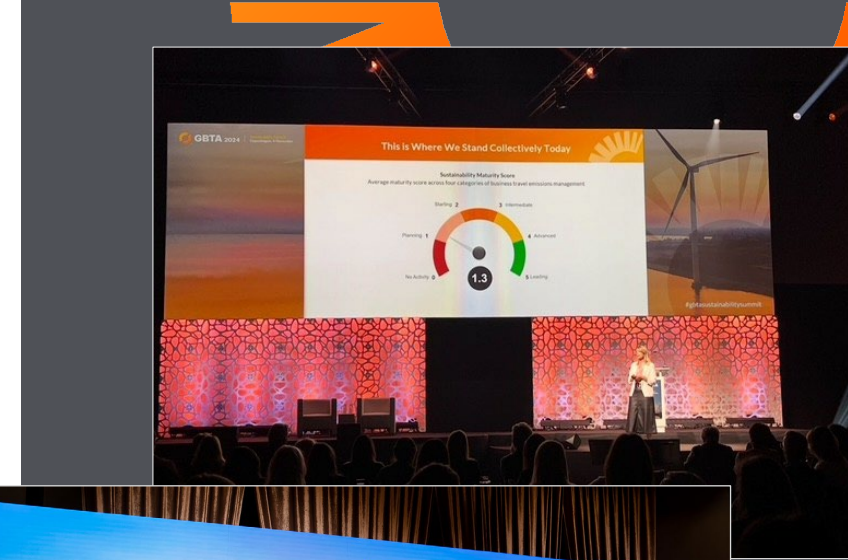 GBTA 2024
This is Where We Stand Collectively Today
Sustainability Maturity Score
Average maturity score across four categories of business travel emissions management
Starting 2
3 Intermediate
Planning 1
4 Advanced
No Activity 0
5 Leading
1.3
#gbtasustainabilitysummit